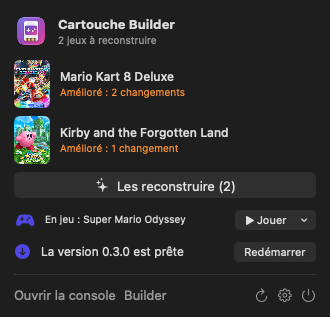 Cartouche Builder
2 jeux à reconstruire
Mario Kart 8 Deluxe
Amélioré : 2 changements
Kirby and the Forgotten Land
Amélioré : 1 changement
Les reconstruire (2)
En jeu : Super Mario Odyssey
Jouer
La version 0.3.0 est prête
Redémarrer
Ouvrir la console Builder